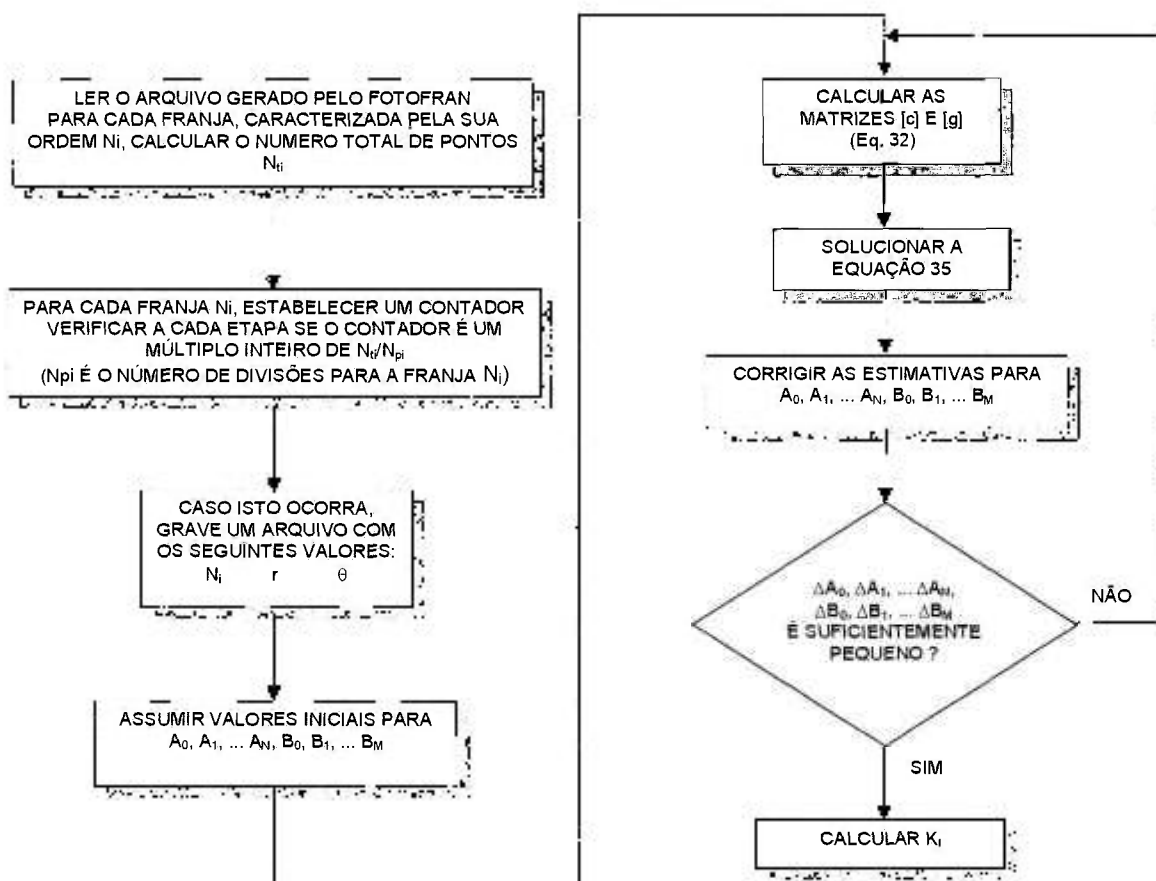 LER O ARQUIVO GERADO PELO FOTOFRAN
PARA CADA FRANJA, CARACTERIZADA PELA SUA
ORDEM Ni, CALCULAR O NUMERO TOTAL DE PONTOS
Nti
PARA CADA FRANJA Ni, ESTABELECER UM CONTADOR
VERIFICAR A CADA ETAPA SE O CONTADOR É UM
MÚLTIPLO INTEIRO DE Nti/Npi
(Npi É O NÚMERO DE DIVISÕES PARA A FRANJA Ni)
CASO ISTO OCORRA,
GRAVE UM ARQUIVO COM
OS SEGUINTES VALORES:
Ni r θ
ASSUMIR VALORES INICIAIS PARA
A0, A1, ... AN, B0, B1, ... BM
CALCULAR AS
MATRIZES [c] E [g]
(Eq. 32)
SOLUCIONAR A
EQUAÇÃO 35
CORRIGIR AS ESTIMATIVAS PARA
A0, A1, ... AN, B0, B1, ... BM
ΔA0, ΔA1, ... ΔAN,
ΔB0, ΔB1, ... ΔBM
É SUFICIENTEMENTE
PEQUENO ?
NÃO
SIM
CALCULAR KI